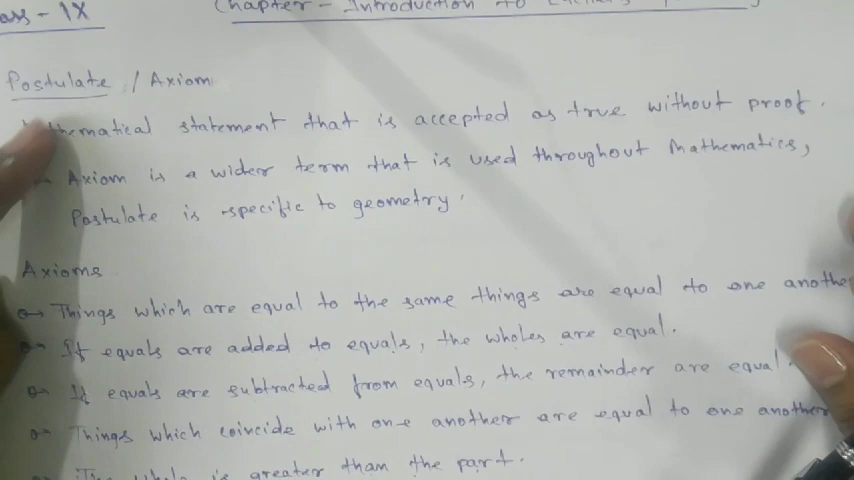 - IX Chapter - Introduction to
Postulate / Axiom
statement that is accepted as true without proof.
Axiom is a wider term that is used throughout Mathematics,
Postulate is specific to geometry.
Axioms
Things which are equal to the same things are equal to one another
If equals are added to equals, the wholes are equal.
If equals are subtracted from equals, the remainder are equal.
Things which coincide with one another are equal to one another
The whole is greater than the part.